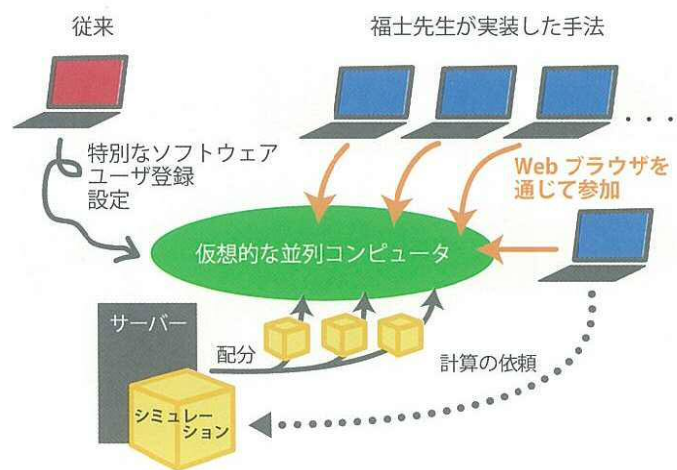 従来
福士先生が実装した手法
特別なソフトウェア
ユーザ登録
設定
Web ブラウザを
通じて参加
仮想的な並列コンピュータ
サーバー
配分
計算の依頼
シミュレー
ション